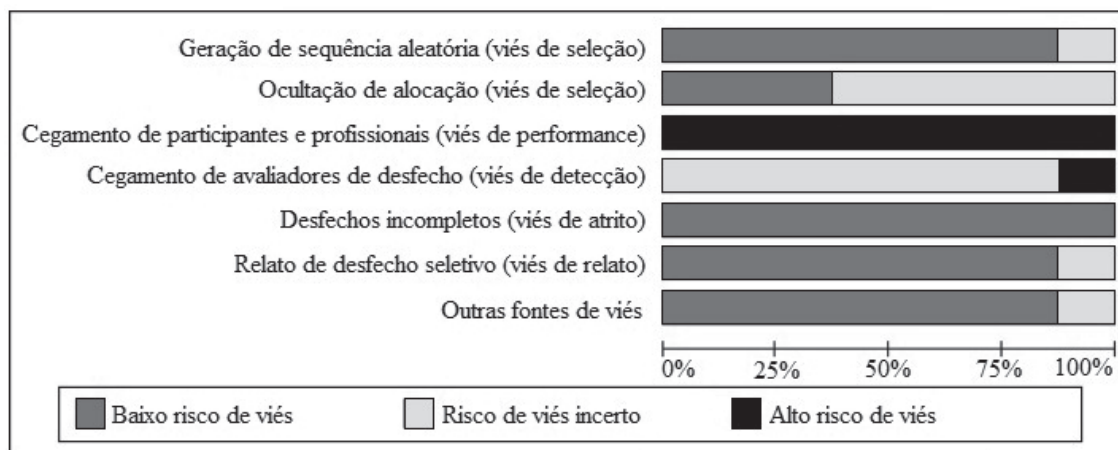 Geração de sequência aleatória (viés de seleção)
Ocultação de alocação (viés de seleção)
Cegamento de participantes e profissionais (viés de performance)
Cegamento de avaliadores de desfecho (viés de detecção)
Desfechos incompletos (viés de atrito)
Relato de desfecho seletivo (viés de relato)
Outras fontes de viés
0% 25% 50% 75% 100%
Baixo risco de viés Risco de viés incerto Alto risco de viés